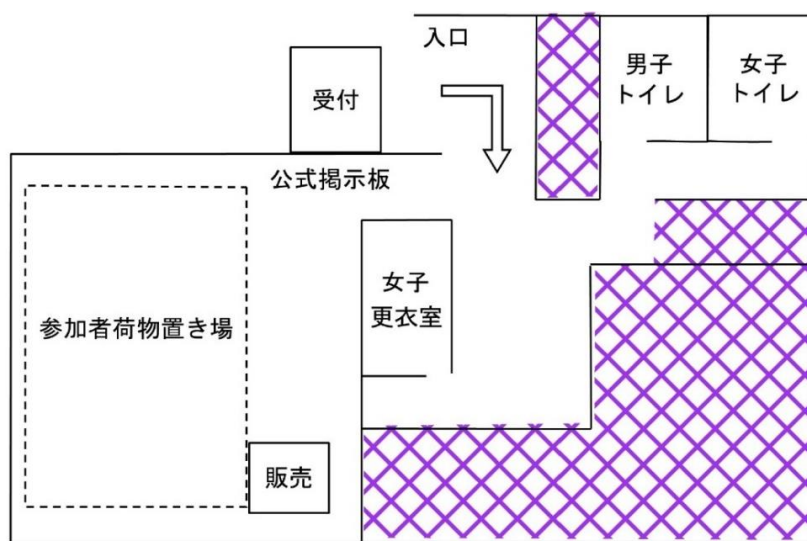 入口
男子
トイレ
女子
トイレ
受付
公式掲示板
女子
更衣室
参加者荷物置き場
販売